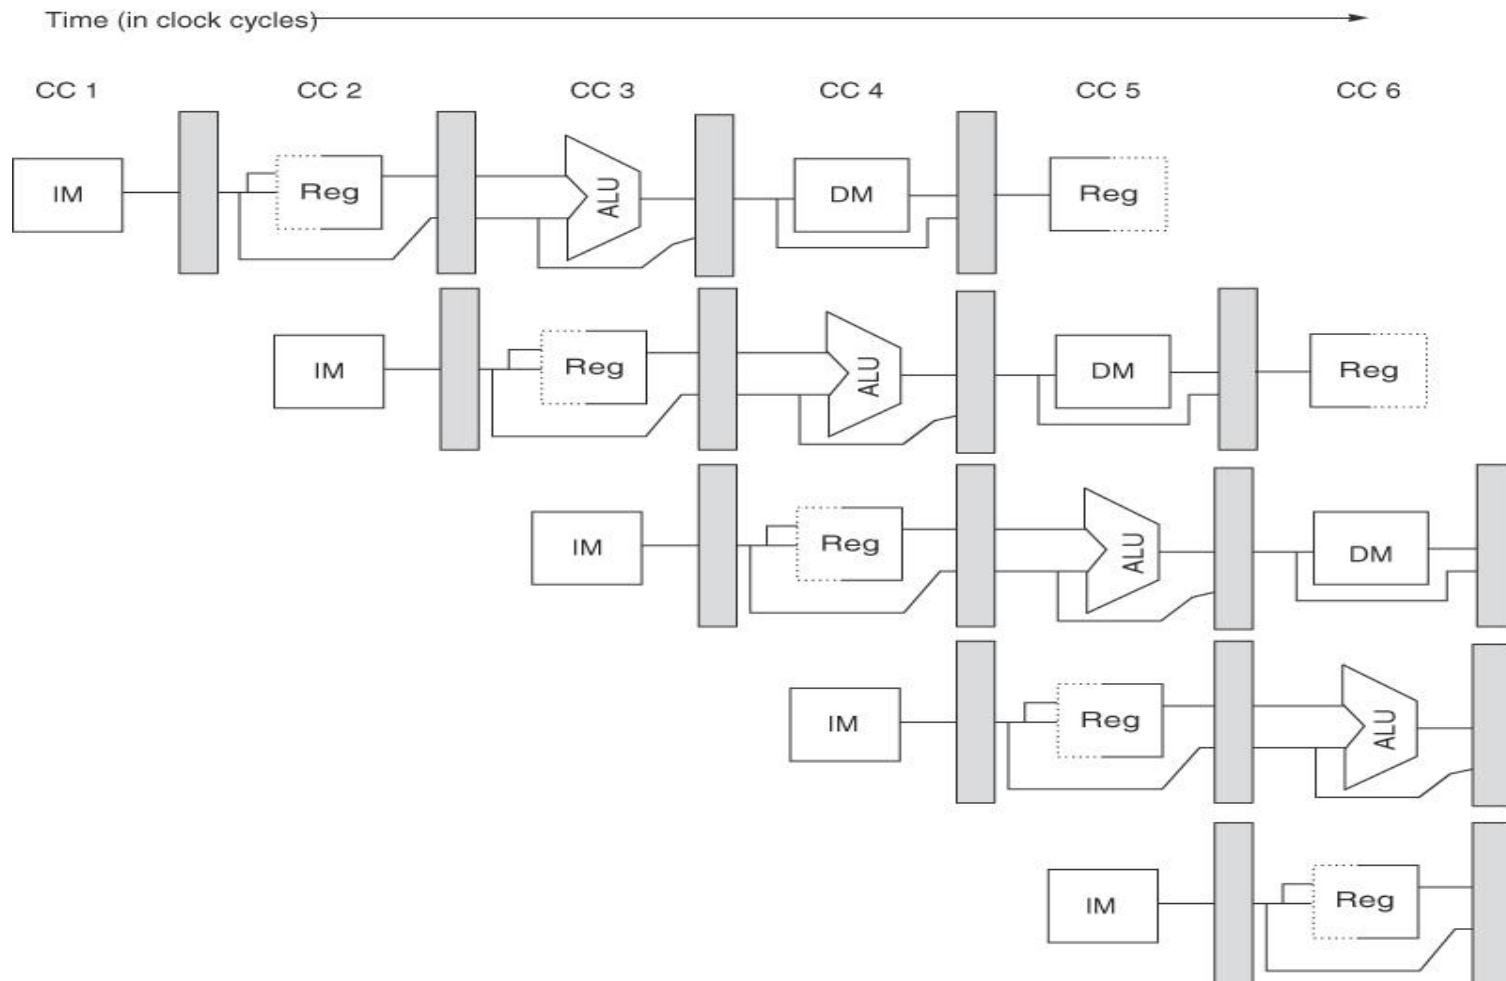 Time (in clock cycles)
CC 1 CC 2 CC 3 CC 4 CC 5 CC 6
IM Reg ALU DM Reg
IM Reg ALU DM Reg
IM Reg ALU DM
IM Reg ALU
IM Reg